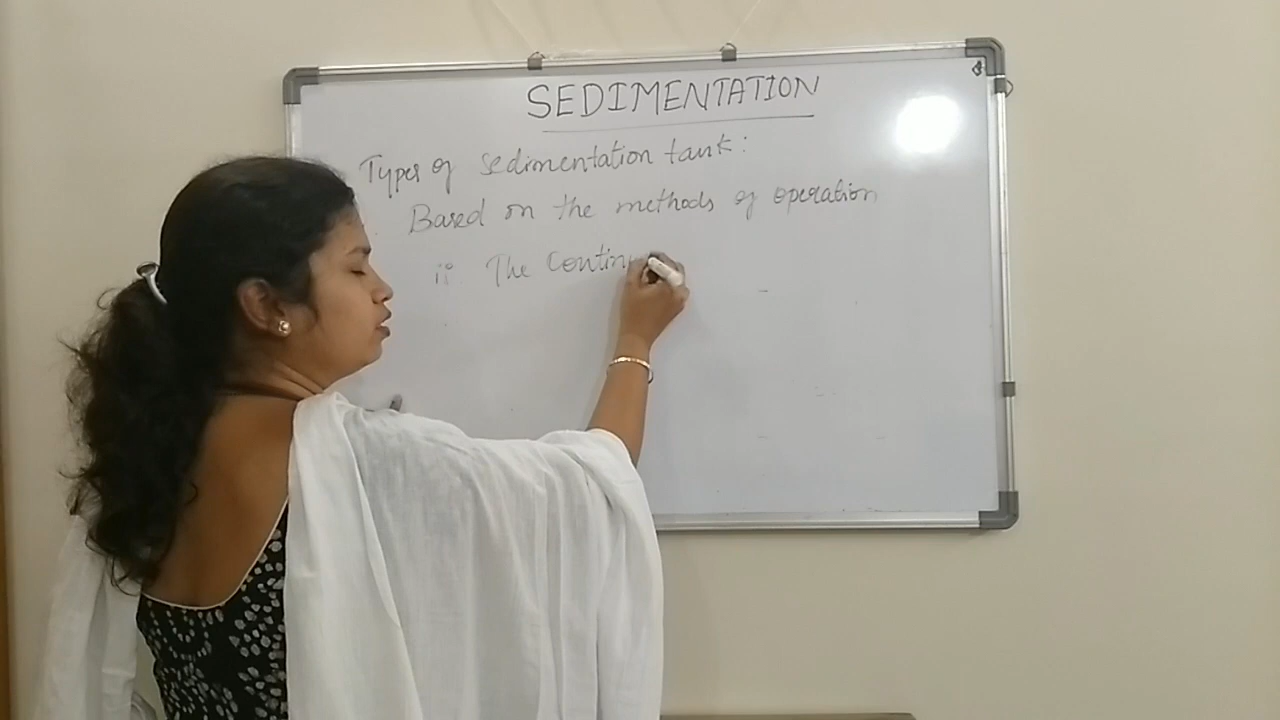 SEDIMENTATION
Types of sedimentation tank:
Based on the methods of operation
i: The Contin